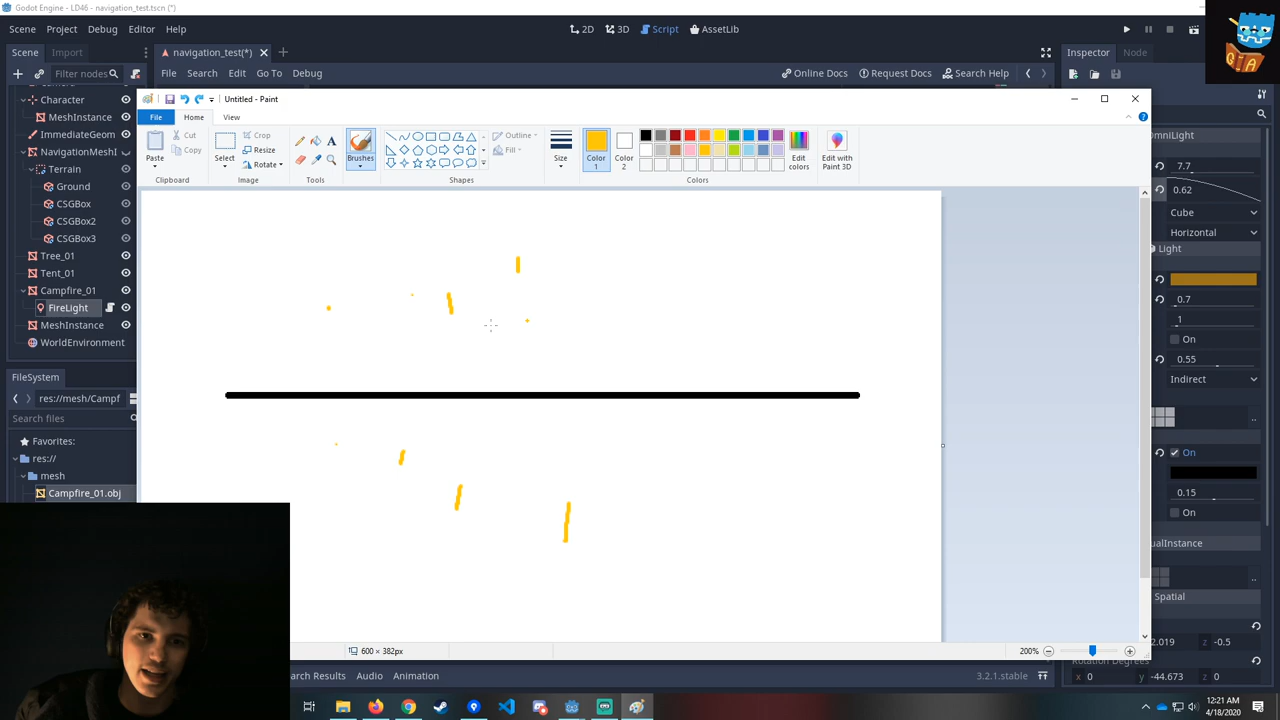 Godot Engine - LD46 - navigation_test.tscn (*)
Scene Project Debug Editor Help
2D 3D Script AssetLib
Scene Import
navigation_test(*)
Inspector Node
Filter nodes
File Search Edit Go To Debug
Online Docs Request Docs Search Help
Character
MeshInstance
ImmediateGeom
NavigationMeshI
Terrain
Ground
CSGBox
CSGBox2
CSGBox3
Tree_01
Tent_01
Campfire_01
FireLight
MeshInstance
WorldEnvironment
FileSystem
res://mesh/Campf
Search files
Favorites:
res://
mesh
Campfire_01.obj
Untitled - Paint
File Home View
Paste
Cut
Copy
Clipboard
Select
Crop
Resize
Rotate
Image
Tools
Brushes
Shapes
Outline
Fill
Size
Color 1
Color 2
Edit colors
Colors
Edit with Paint 3D
600 × 382px
200%
OmniLight
7.7
0.62
Cube
Horizontal
Light
0.7
1
On
0.55
Indirect
On
0.15
On
ualInstance
Spatial
2.019 z -0.5
Rotation Degrees
x 0 y -44.673 z 0
arch Results Audio Animation
3.2.1.stable
12:21 AM
4/18/2020
Q A